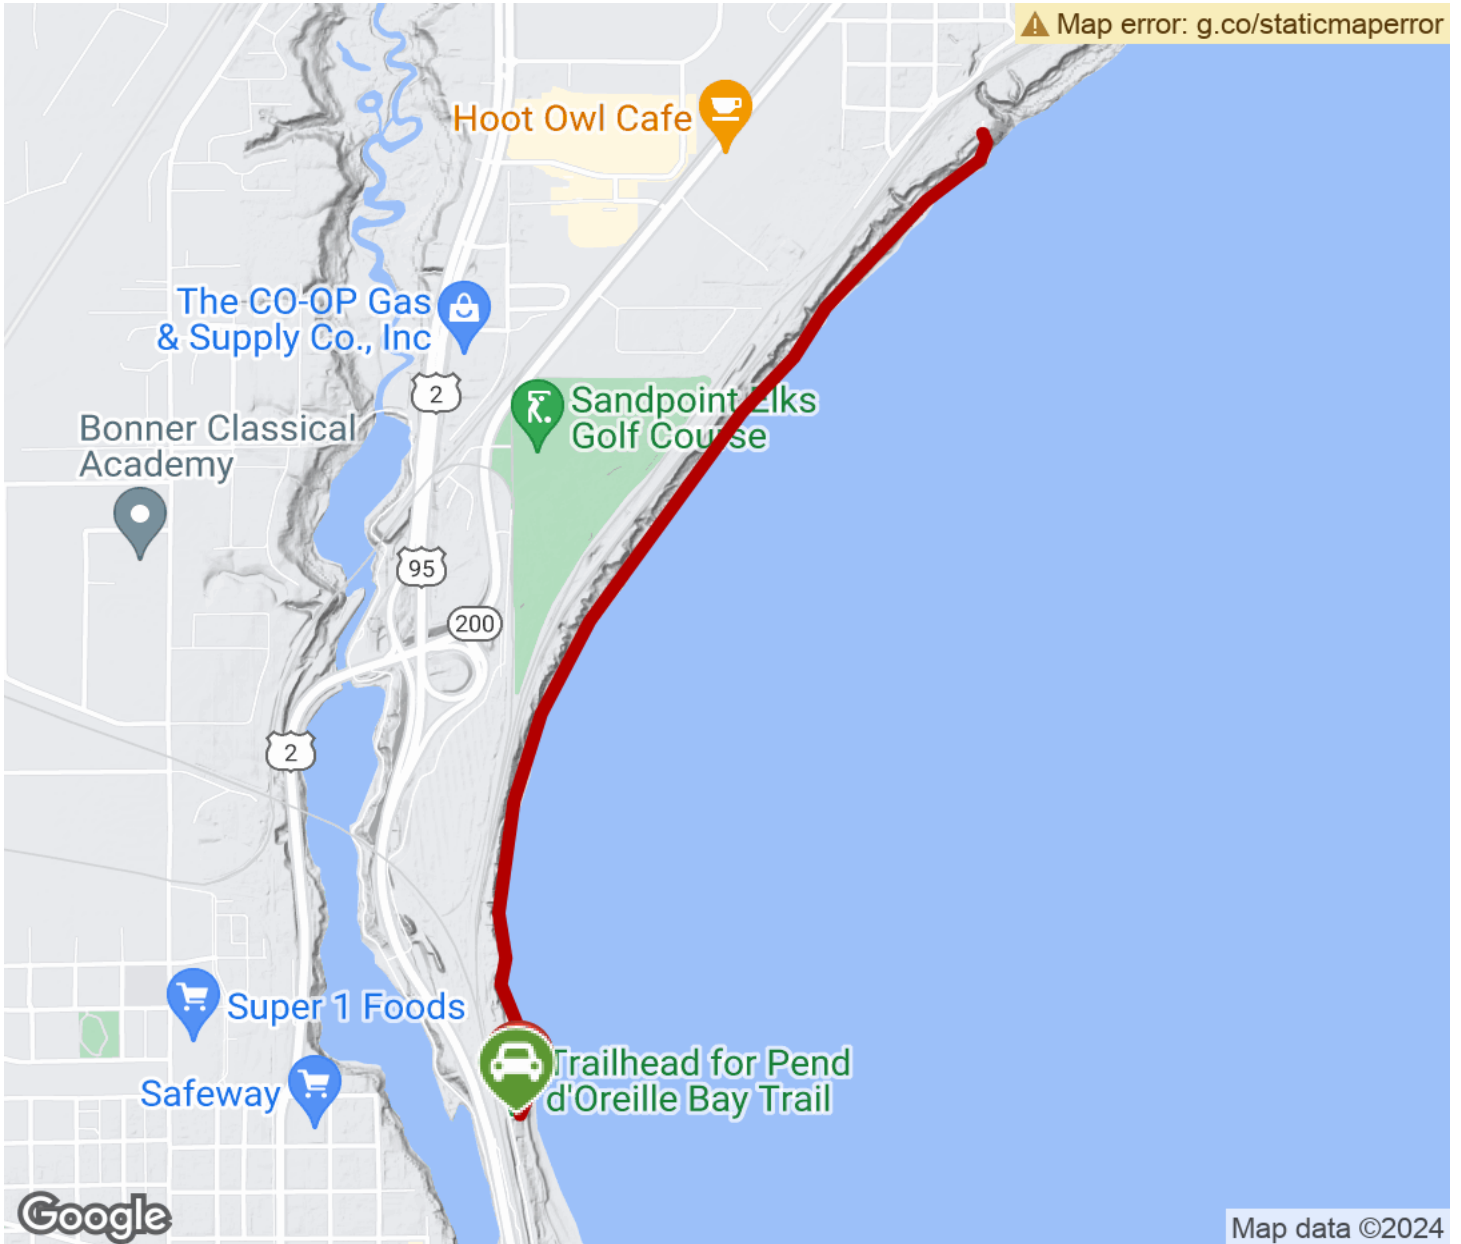 Map error: g.co/staticmaperror
Hoot Owl Cafe
The CO-OP Gas
& Supply Co., Inc
2
Sandpoint Elks
Golf Course
Bonner Classical
Academy
95
200
2
Super 1 Foods
Trailhead for Pend
d'Oreille Bay Trail
Safeway
Google
Map data ©2024